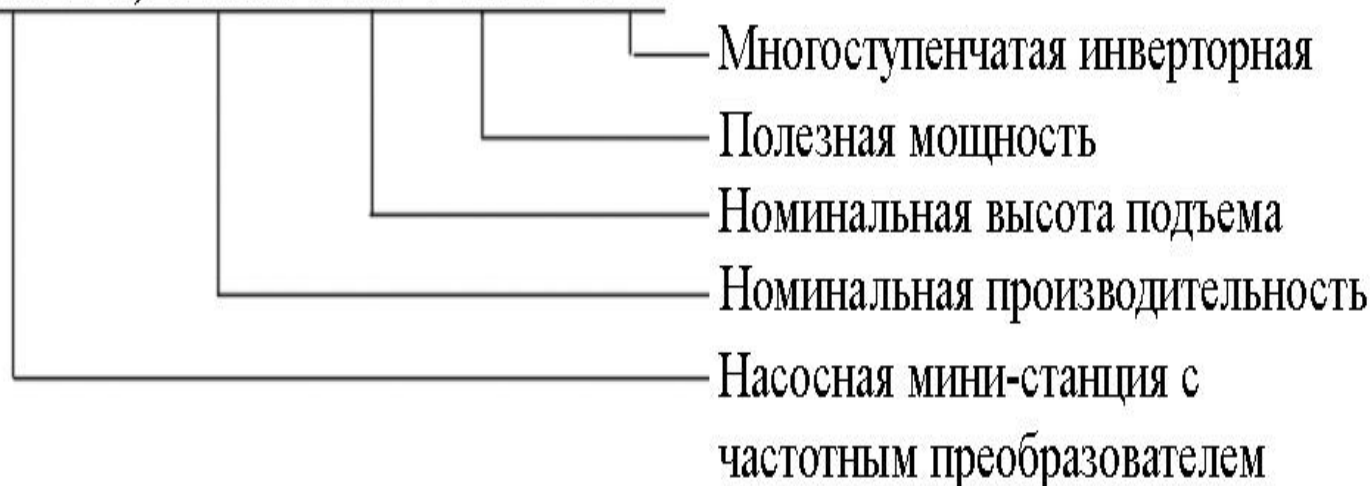 Многоступенчатая инверторная
Полезная мощность
Номинальная высота подъема
Номинальная производительность
Насосная мини-станция с
частотным преобразователем